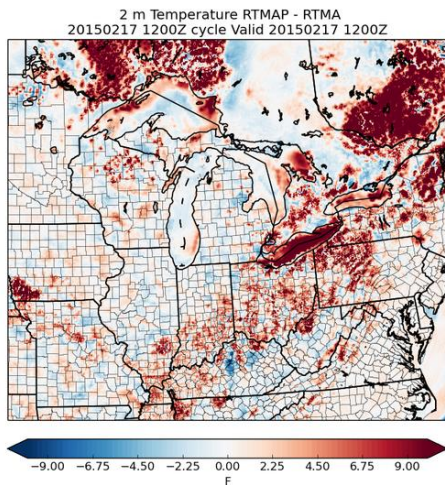 2 m Temperature RTMAP - RTMA
20150217 1200Z cycle Valid 20150217 1200Z
−9.00 −6.75 −4.50 −2.25 0.00 2.25 4.50 6.75 9.00
F